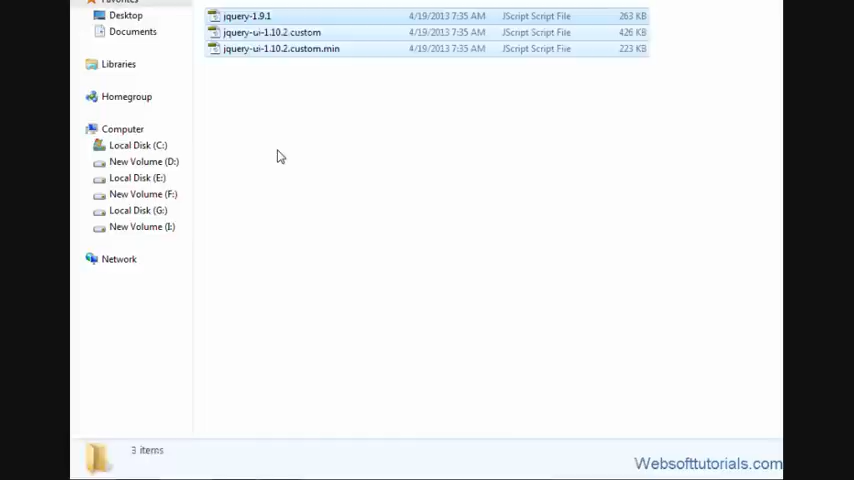 Favorites
jquery-1.9.1 4/19/2013 7:35 AM JScript Script File 263 KB
Desktop
jquery-ui-1.10.2.custom 4/19/2013 7:35 AM JScript Script File 426 KB
Documents
jquery-ui-1.10.2.custom.min 4/19/2013 7:35 AM JScript Script File 223 KB
Libraries
Homegroup
Computer
Local Disk (C:)
New Volume (D:)
Local Disk (E:)
New Volume (F:)
Local Disk (G:)
New Volume (I:)
Network
3 items
Websofttutorials.com